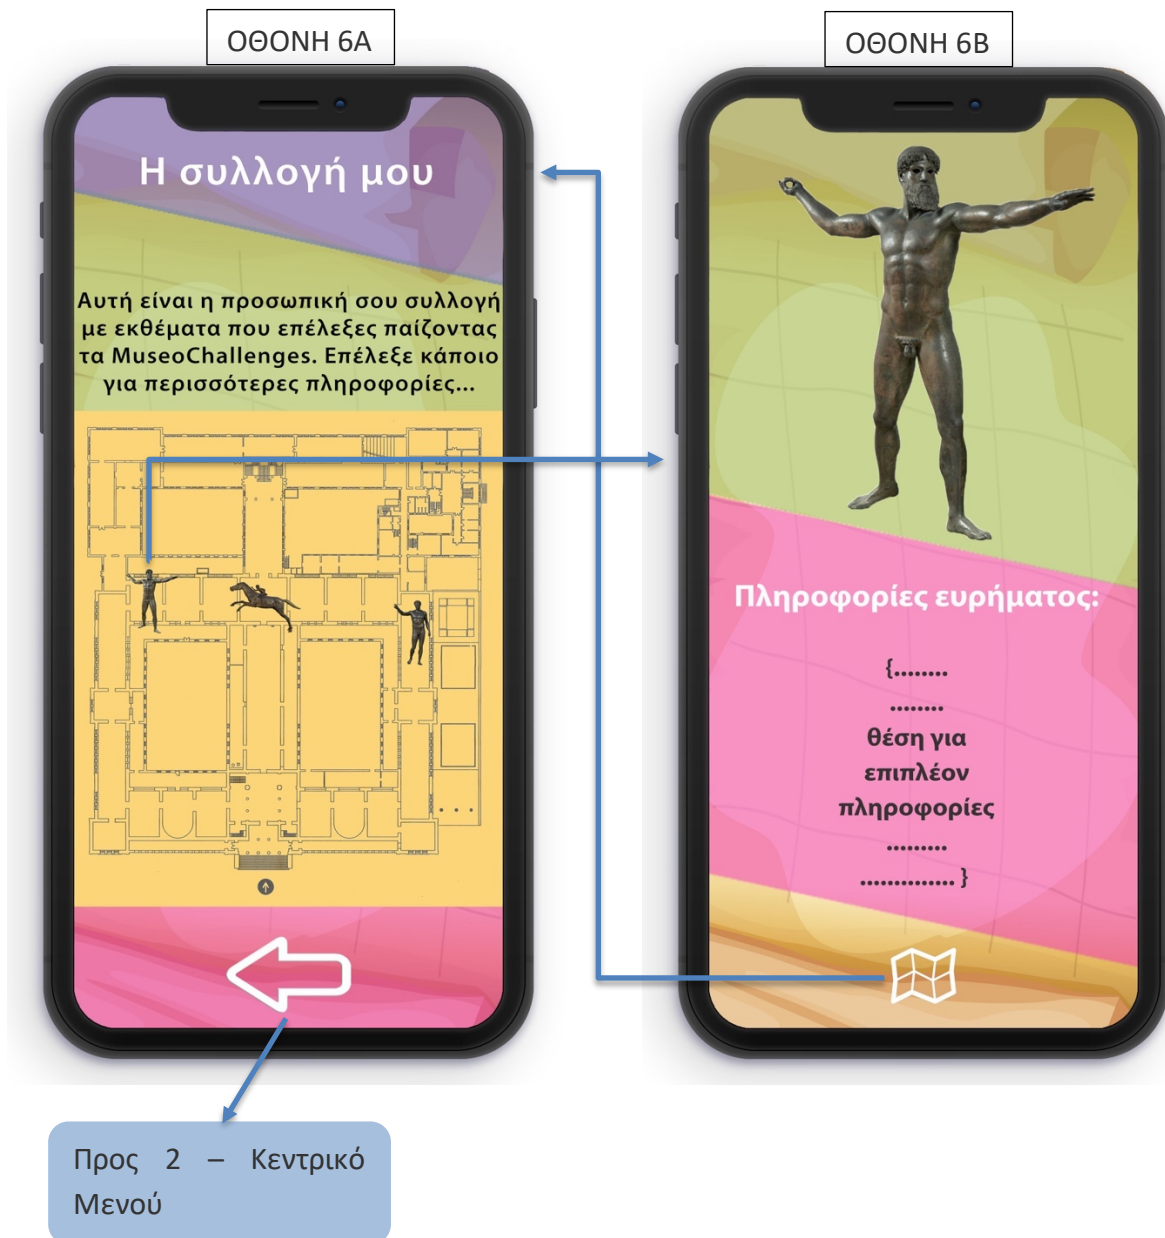 ΟΘΟΝΗ 6Α
ΟΘΟΝΗ 6Β
Η συλλογή μου
Αυτή είναι η προσωπική σου συλλογή
με εκθέματα που επέλεξες παίζοντας
τα MuseoChallenges. Επέλεξε κάποιο
για περισσότερες πληροφορίες...
Πληροφορίες ευρήματος:
{........
........
θέση για
επιπλέον
πληροφορίες
.........
.............. }
Προς 2 – Κεντρικό
Μενού